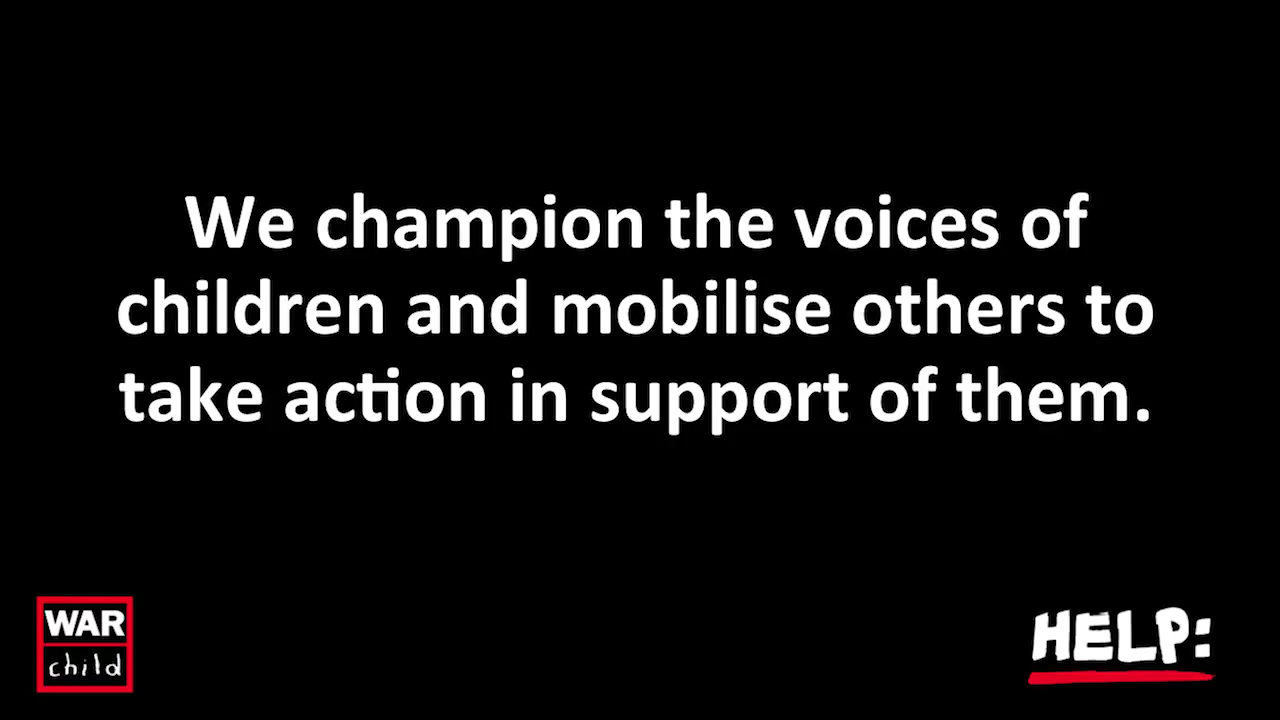 We champion the voices of
children and mobilise others to
take action in support of them.
WAR
child
HELP: